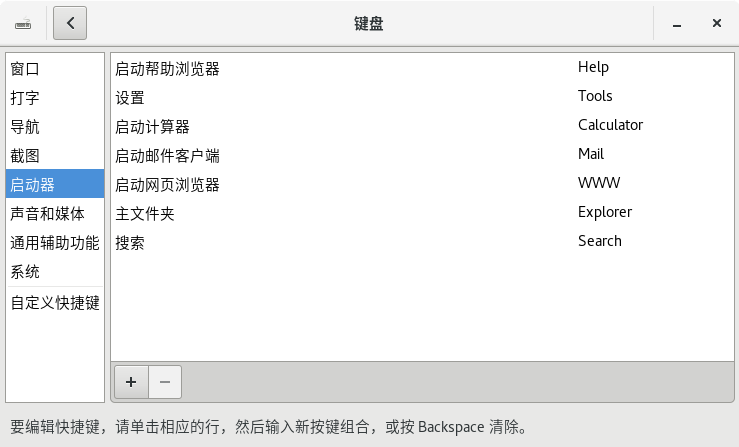 键盘
窗口
打字
导航
截图
启动器
声音和媒体
通用辅助功能
系统
自定义快捷键
启动帮助浏览器 Help
设置 Tools
启动计算器 Calculator
启动邮件客户端 Mail
启动网页浏览器 WWW
主文件夹 Explorer
搜索 Search
要编辑快捷键，请单击相应的行，然后输入新按键组合，或按 Backspace 清除。